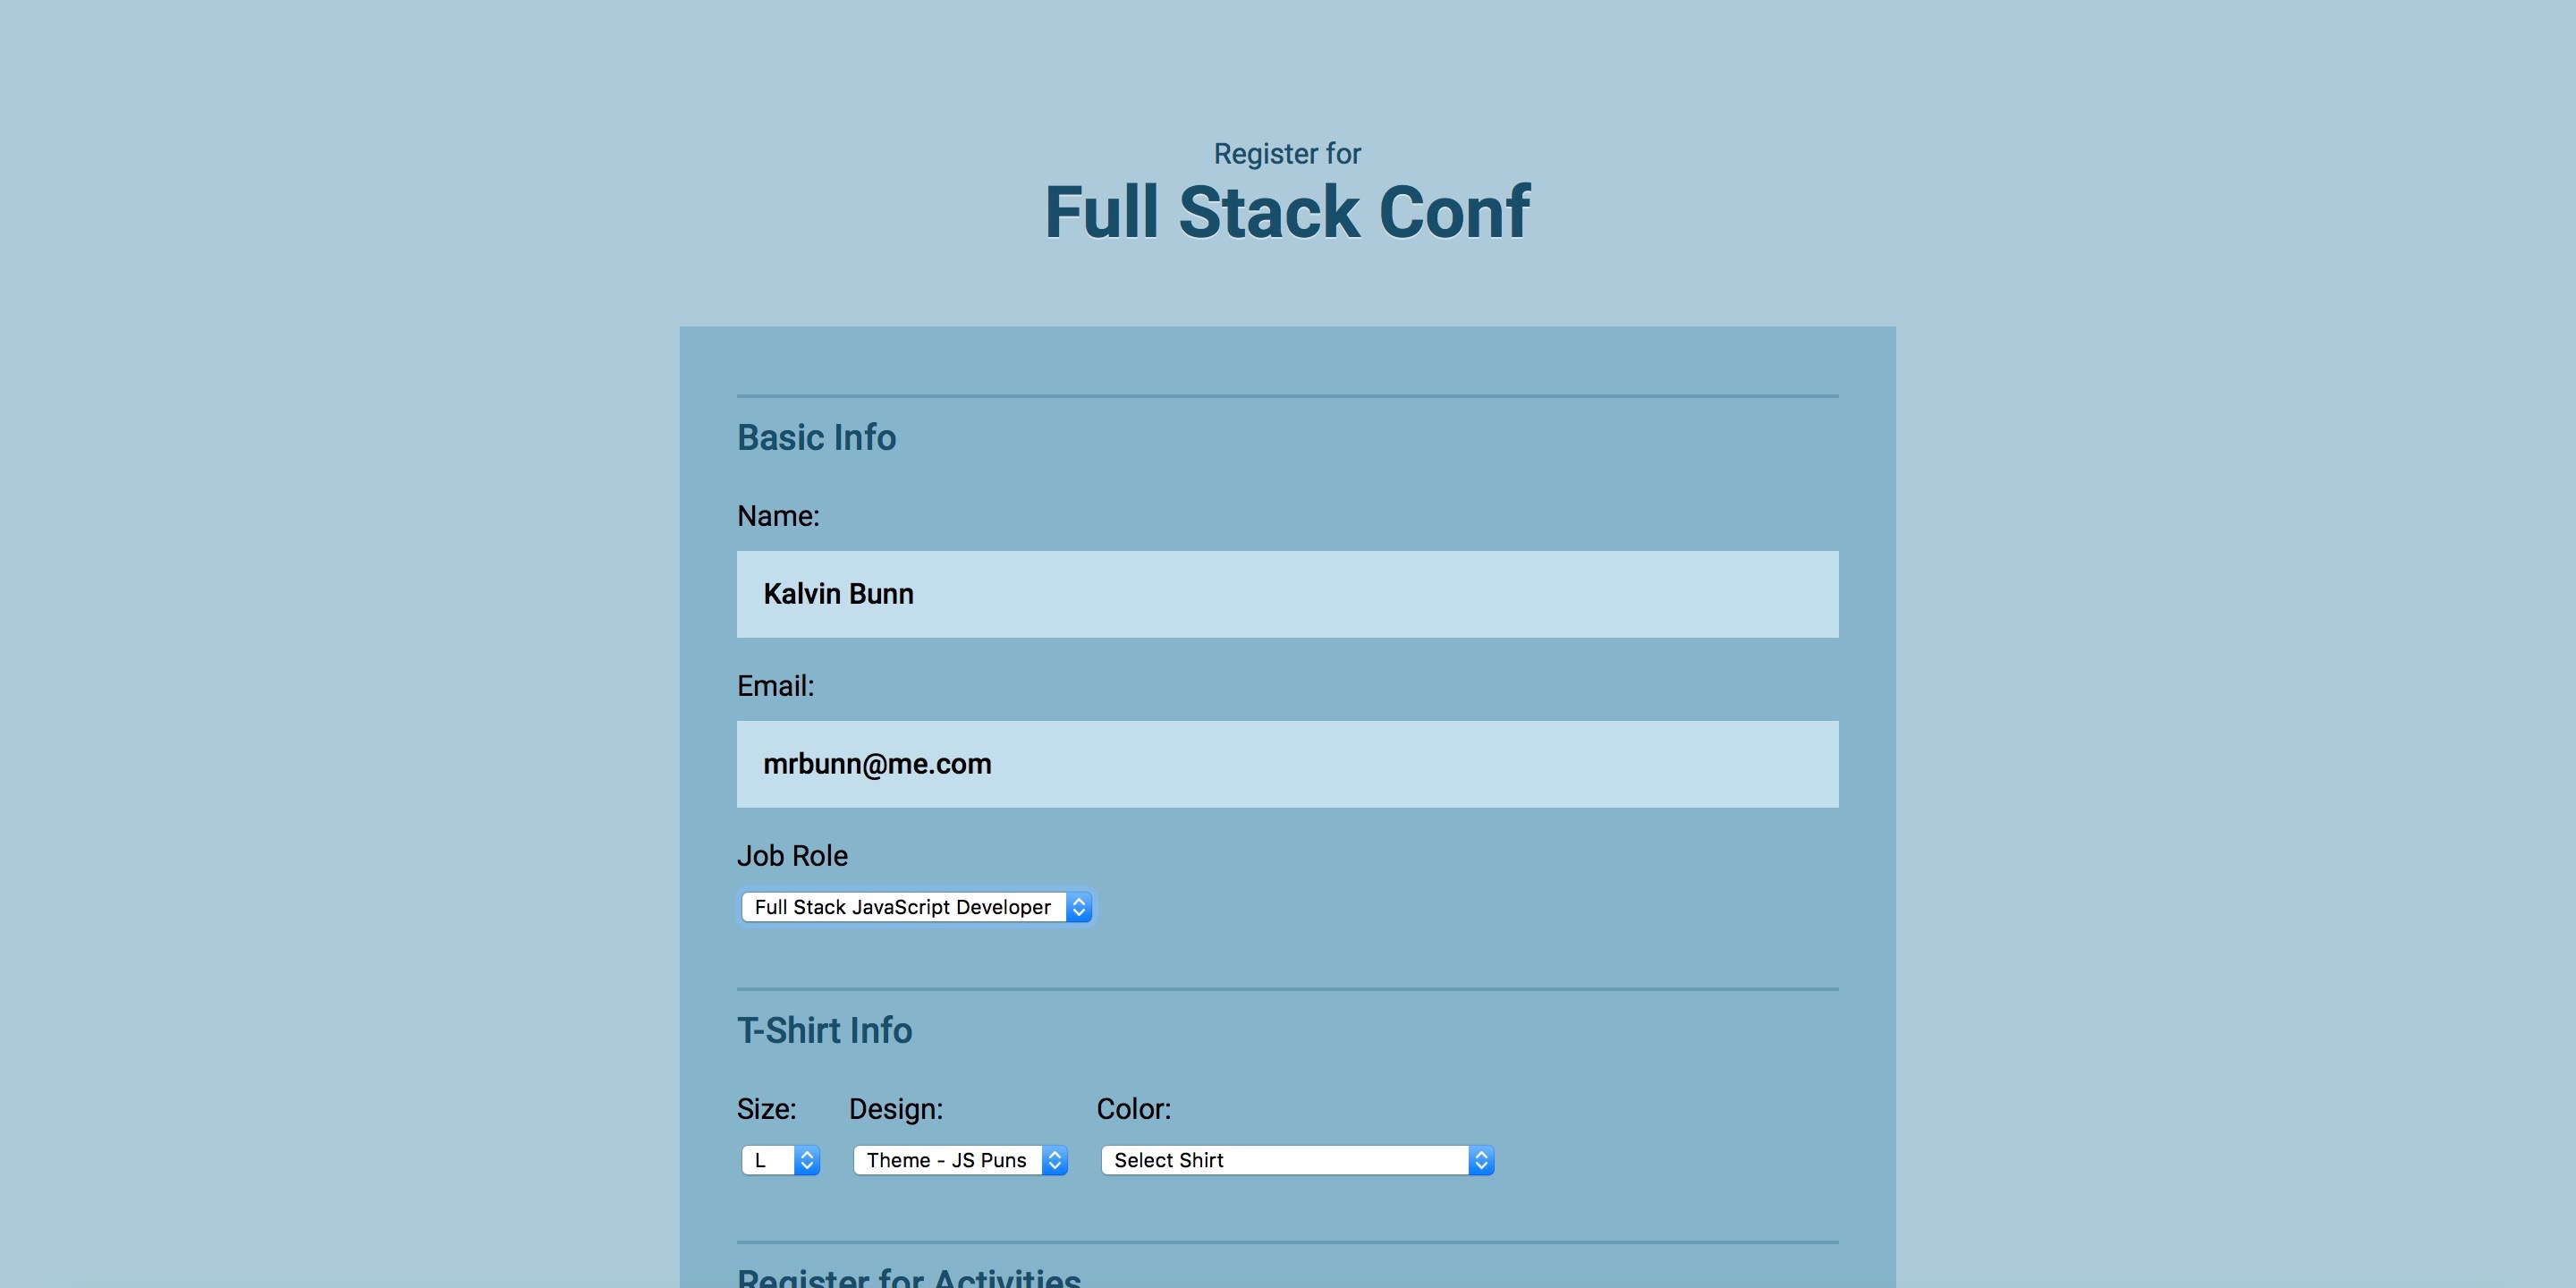 Register for
Full Stack Conf
Basic Info
Name:
Kalvin Bunn
Email:
mrbunn@me.com
Job Role
Full Stack JavaScript Developer
T-Shirt Info
Size: Design: Color:
L Theme - JS Puns Select Shirt
Register for Activities